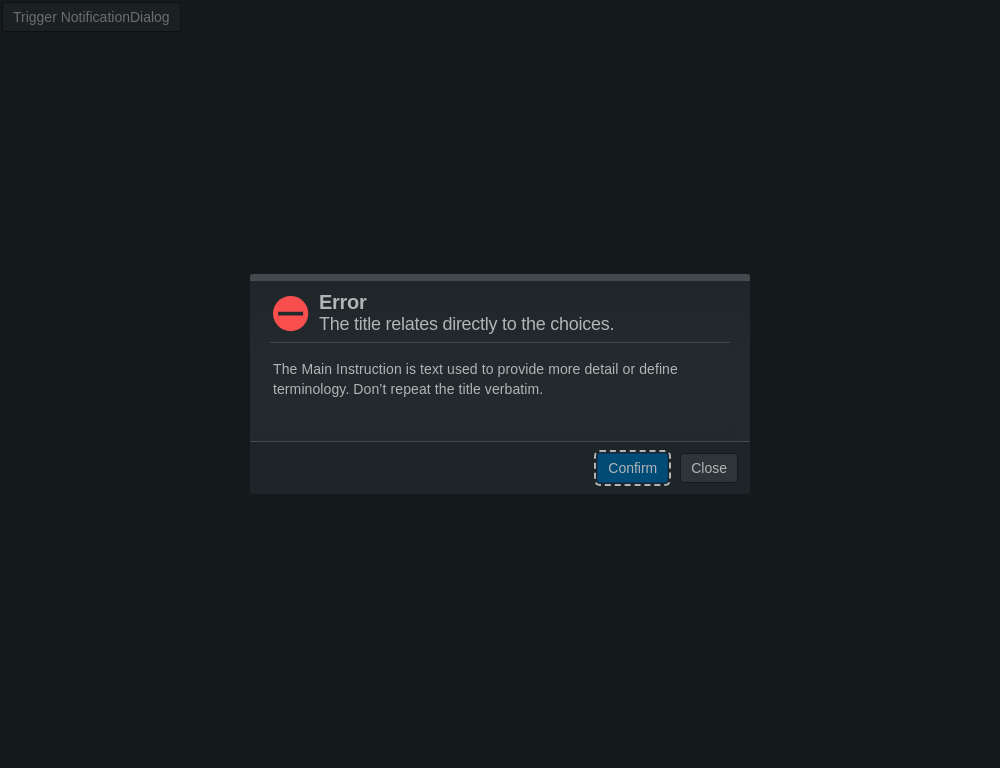 Trigger NotificationDialog
Error
The title relates directly to the choices.
The Main Instruction is text used to provide more detail or define
terminology. Don’t repeat the title verbatim.
Confirm Close